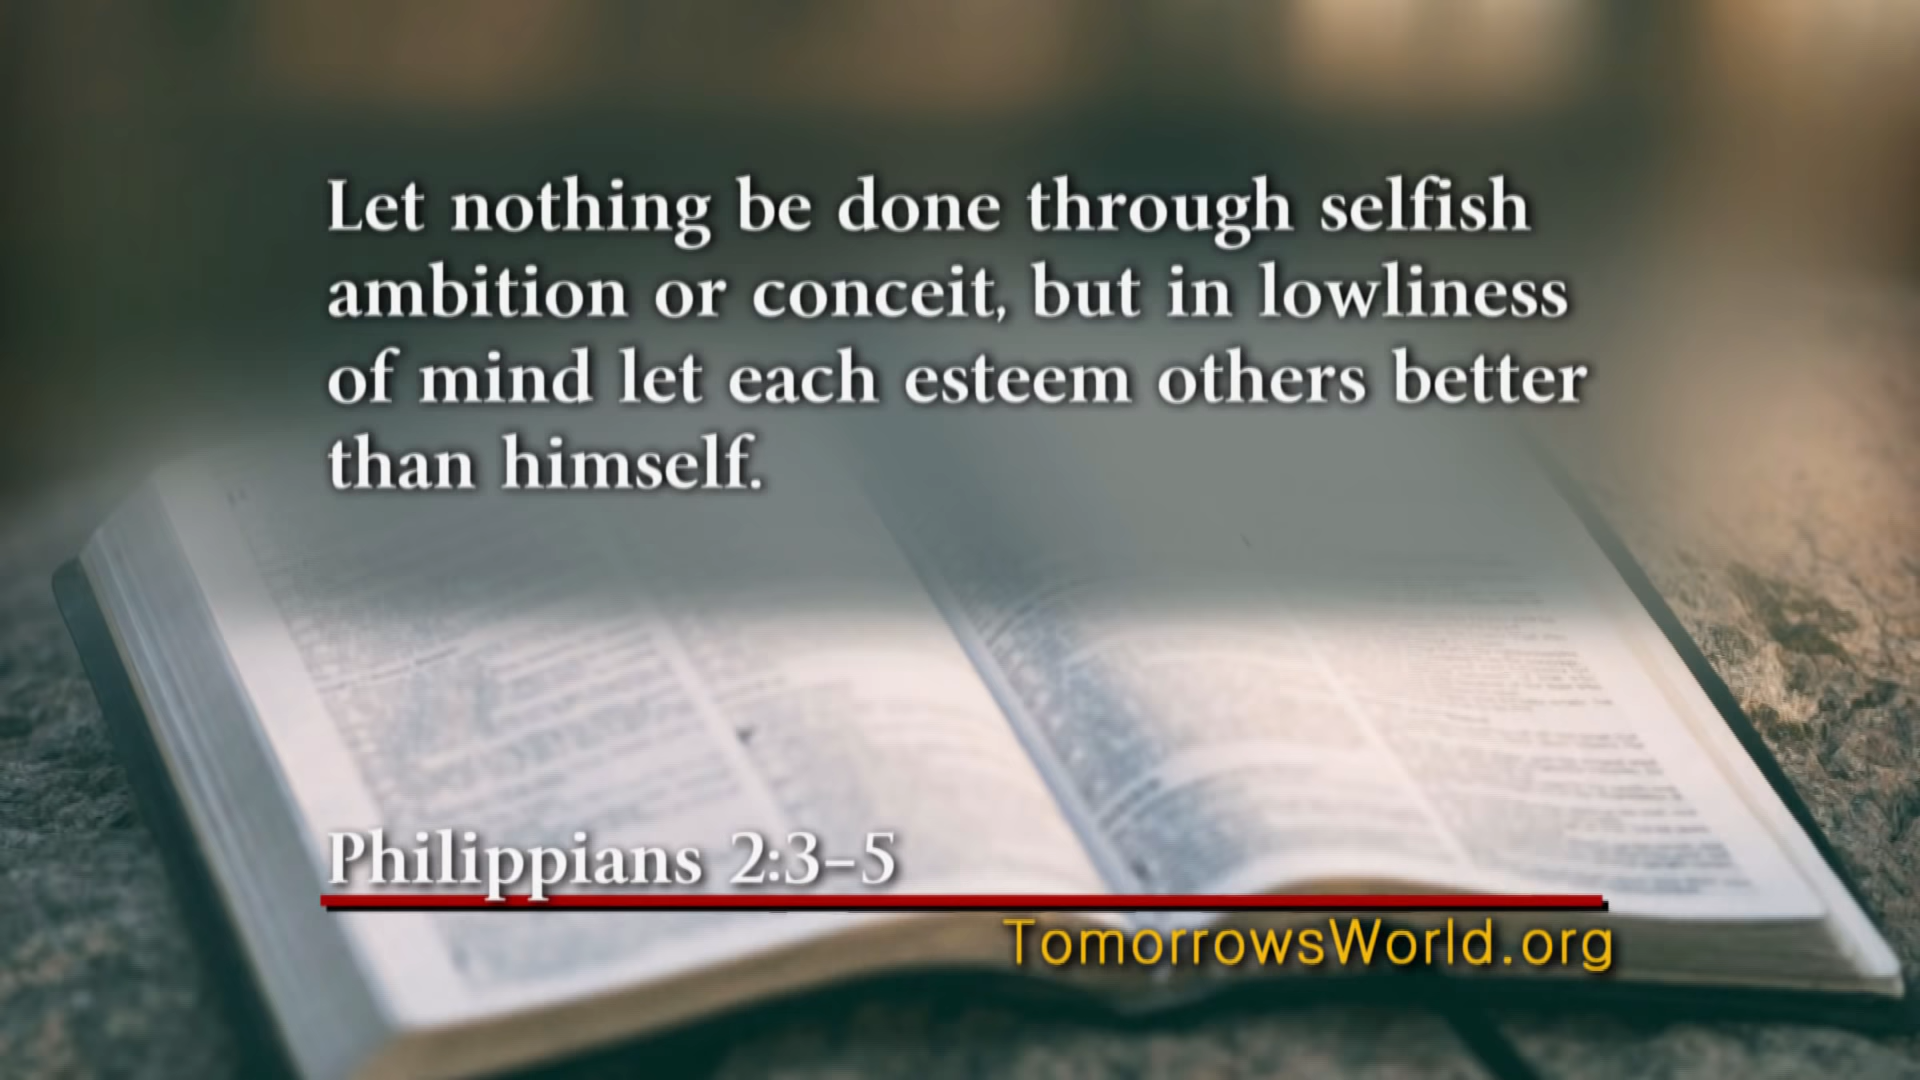 Let nothing be done through selfish
ambition or conceit, but in lowliness
of mind let each esteem others better
than himself.
Philippians 2:3–5
TomorrowsWorld.org